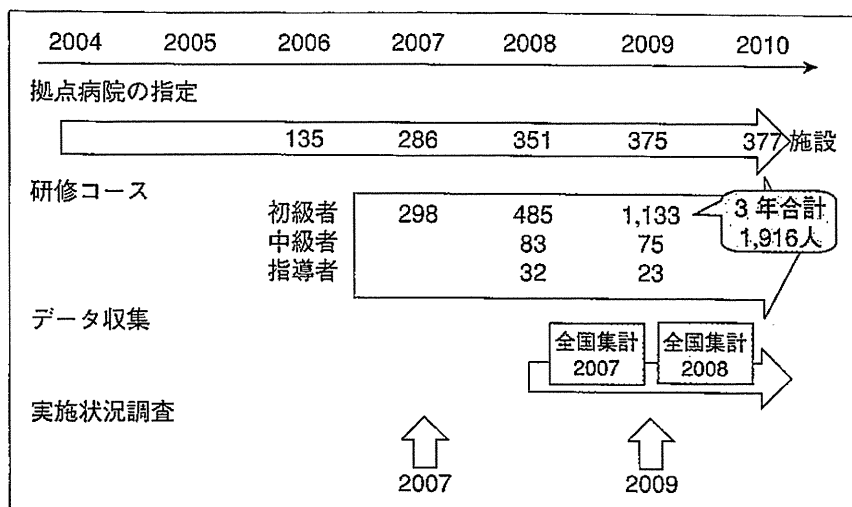 2004 2005 2006 2007 2008 2009 2010
拠点病院の指定
135 286 351 375 377 施設
研修コース
初級者 298 485 1,133
3年合計
1,916人
中級者 83 75
指導者 32 23
データ収集
全国集計 全国集計
2007 2008
実施状況調査
2007 2009